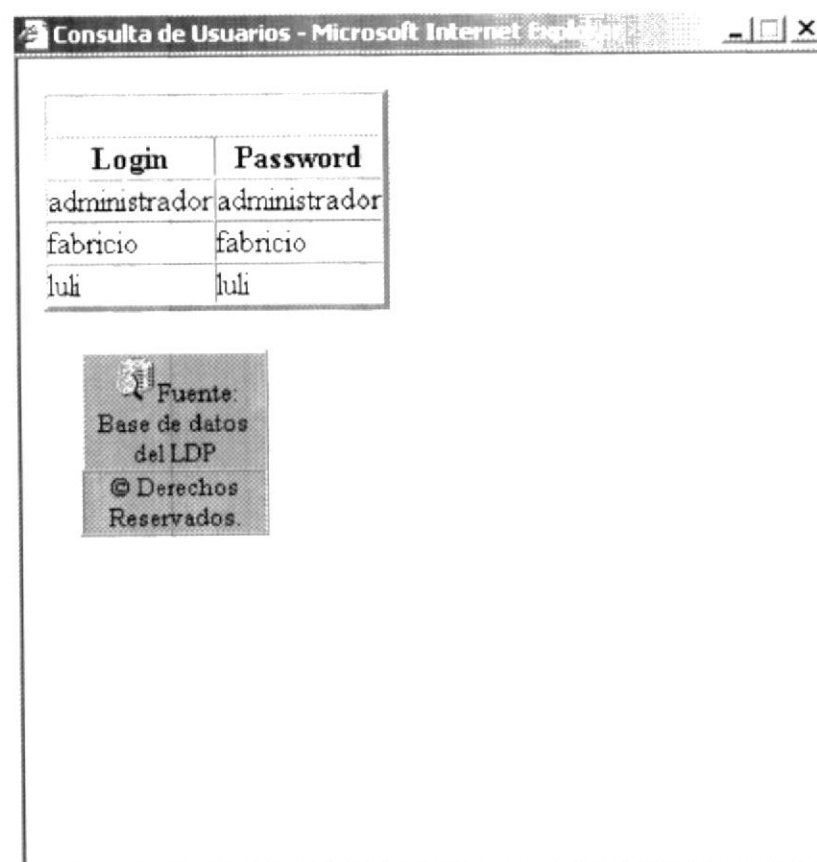 Consulta de Usuarios - Microsoft Internet Explorer
Login Password
administrador administrador
fabricio fabricio
luli luli
Fuente:
Base de datos
del LDP
© Derechos
Reservados.